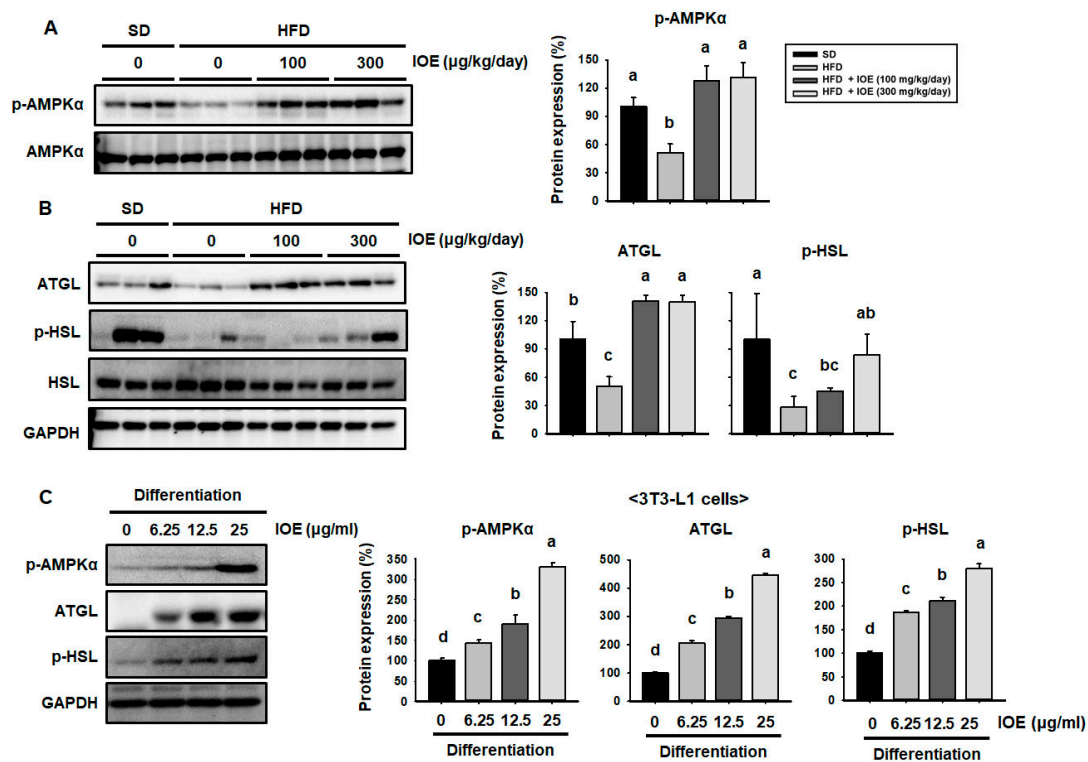 A
SD HFD
0 0 100 300 IOE (μg/kg/day)
p-AMPKα
AMPKα
p-AMPKα
Protein expression (%)
150
120
90
60
30
0
a b a a
SD
HFD
HFD + IOE (100 mg/kg/day)
HFD + IOE (300 mg/kg/day)
B
SD HFD
0 0 100 300 IOE (μg/kg/day)
ATGL
p-HSL
HSL
GAPDH
ATGL
Protein expression (%)
150
120
90
60
30
0
b c a a
p-HSL
a c bc ab
C
Differentiation
0 6.25 12.5 25 IOE (μg/ml)
p-AMPKα
ATGL
p-HSL
GAPDH
<3T3-L1 cells>
p-AMPKα
Protein expression (%)
350
300
250
200
150
100
50
0
d c b a
0 6.25 12.5 25
Differentiation
ATGL
500
400
300
200
100
0
d c b a
0 6.25 12.5 25
Differentiation
p-HSL
300
250
200
150
100
50
0
d c b a
0 6.25 12.5 25 IOE (μg/ml)
Differentiation